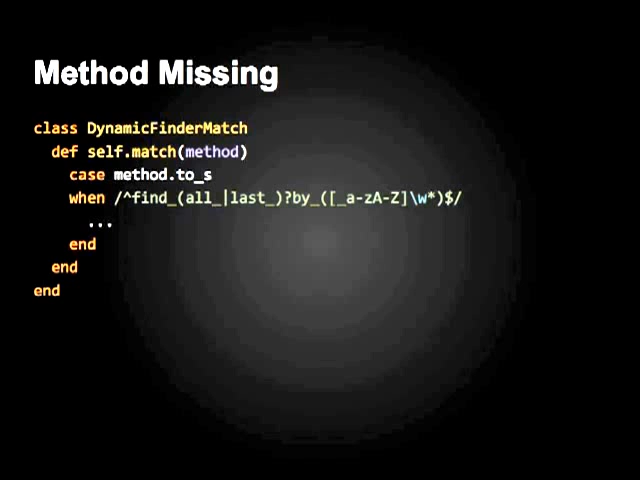 Method Missing
class DynamicFinderMatch
def self.match(method)
case method.to_s
when /^find_(all_|last_)?by_([_a-zA-Z]\w*)$/
...
end
end
end